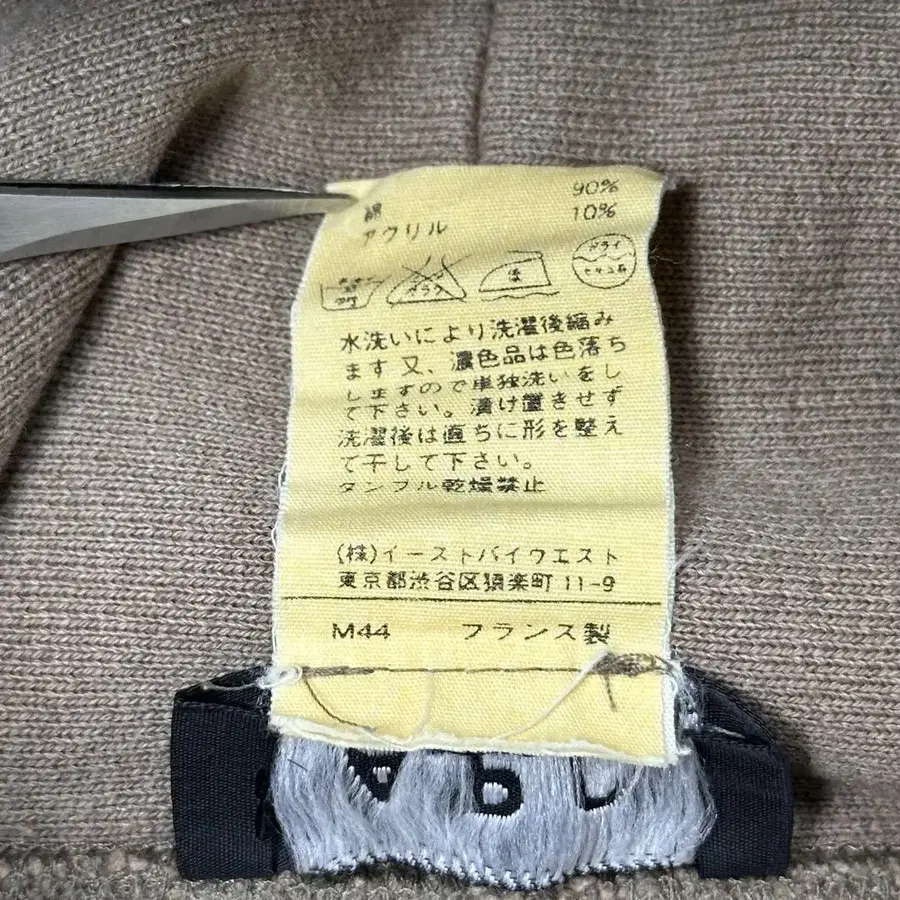 綿 90%
アクリル 10%
ドライ
水洗いにより洗濯後縮み
ます又、濃色品は色落ち
しますので単独洗いをし
て下さい。漬け置きせず
洗濯後は直ちに形を整え
て干して下さい。
タンブル乾燥禁止
(株)イーストバイウエスト
東京都渋谷区猿楽町 11-9
M44 フランス製